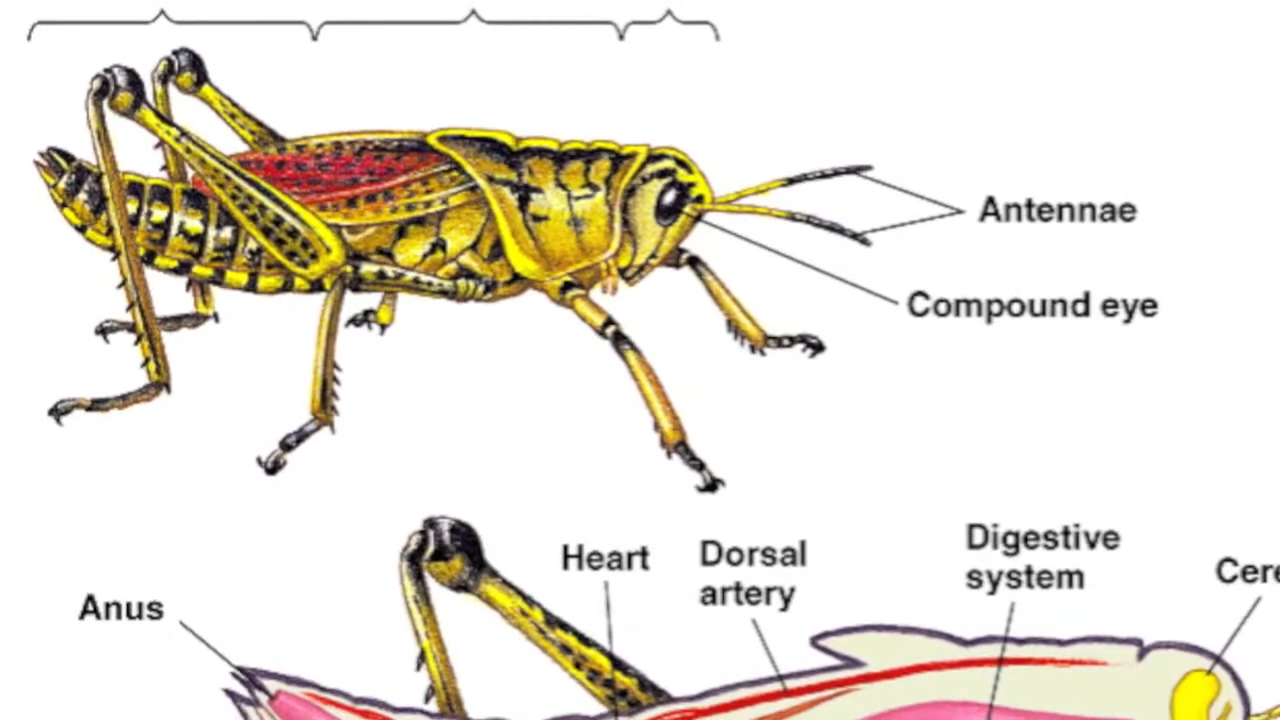 Antennae
Compound eye
Digestive
system
Heart
Dorsal
artery
Anus